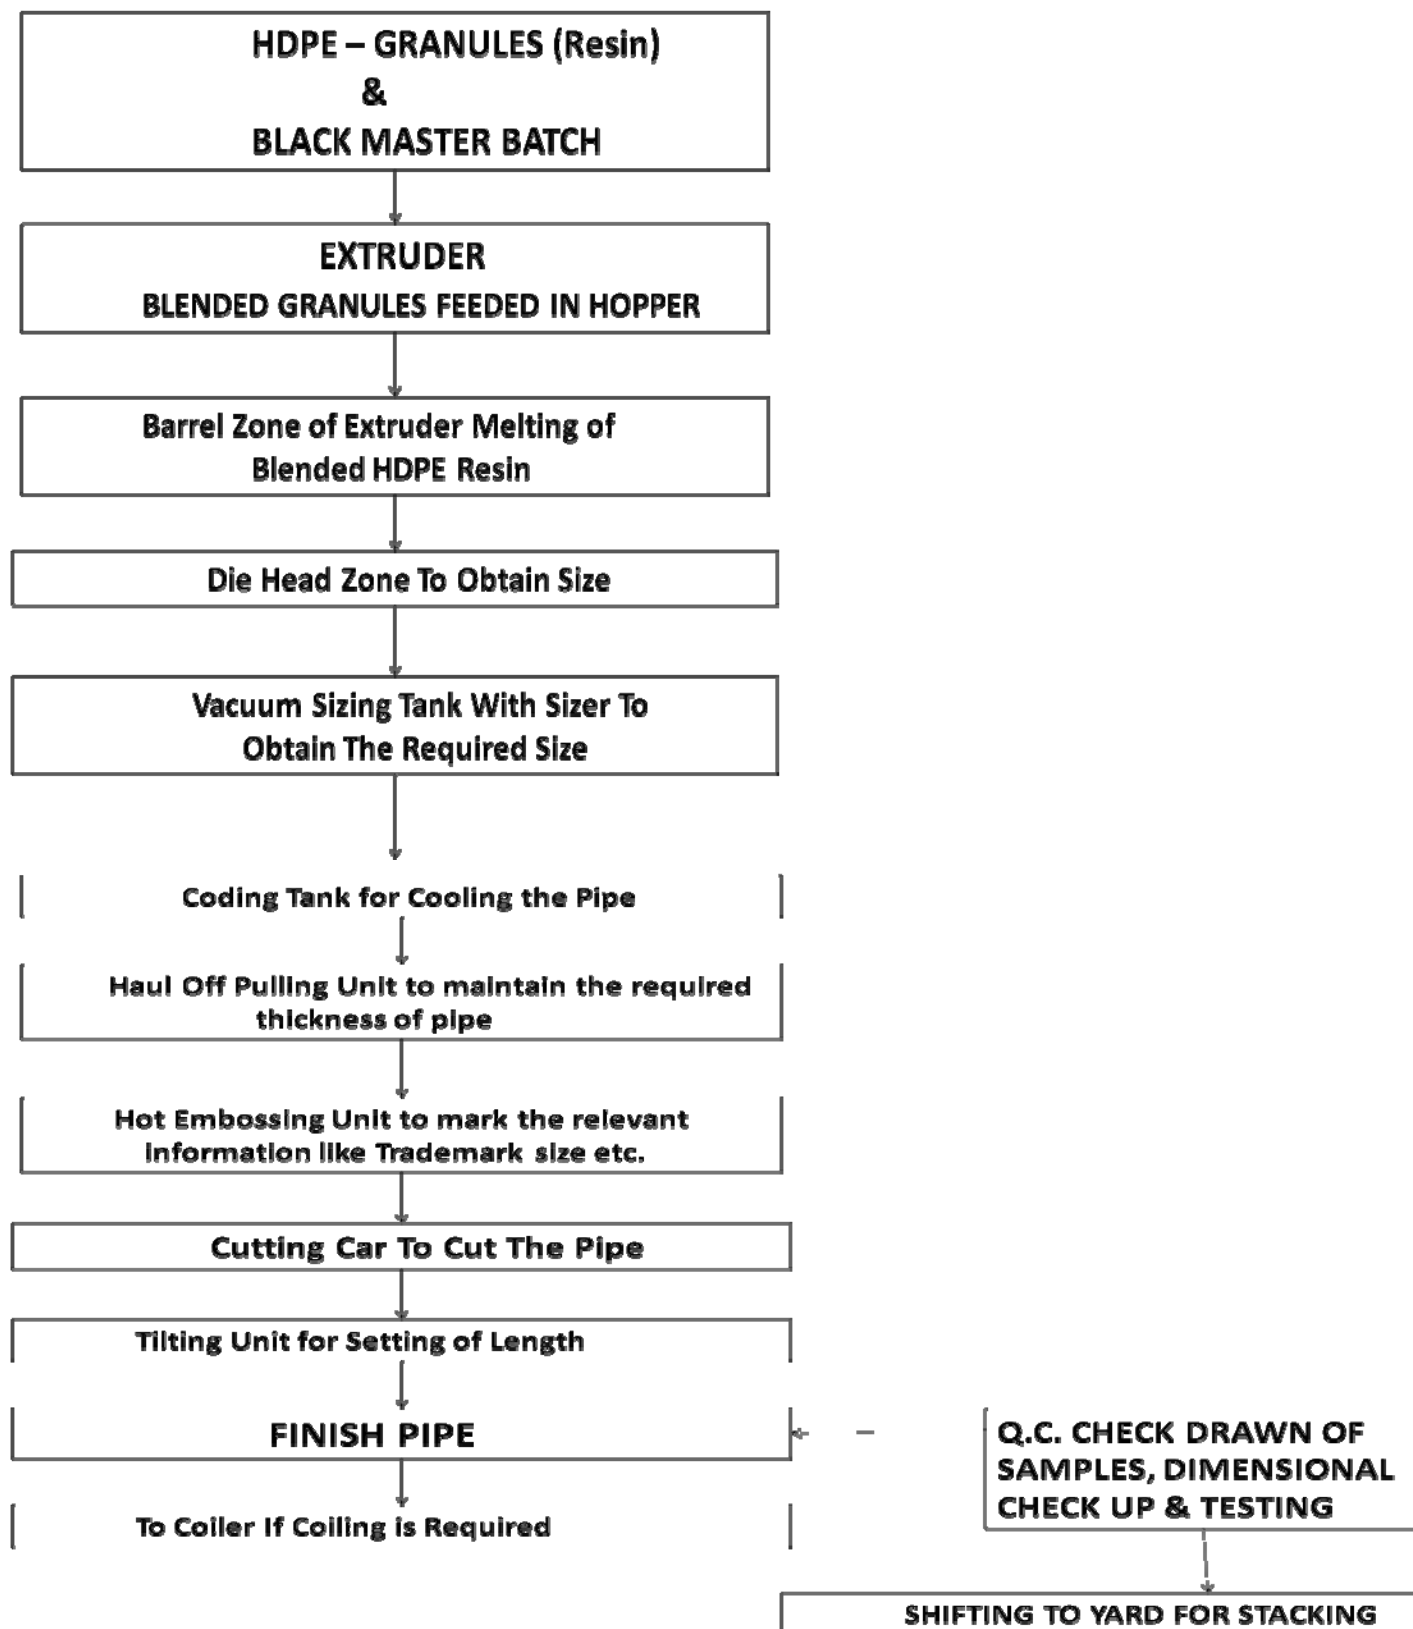 HDPE – GRANULES (Resin)
&
BLACK MASTER BATCH
EXTRUDER
BLENDED GRANULES FEEDED IN HOPPER
Barrel Zone of Extruder Melting of
Blended HDPE Resin
Die Head Zone To Obtain Size
Vacuum Sizing Tank With Sizer To
Obtain The Required Size
Coding Tank for Cooling the Pipe
Haul Off Pulling Unit to maintain the required
thickness of pipe
Hot Embossing Unit to mark the relevant
information like Trademark size etc.
Cutting Car To Cut The Pipe
Tilting Unit for Setting of Length
FINISH PIPE
To Coiler If Coiling is Required
Q.C. CHECK DRAWN OF
SAMPLES, DIMENSIONAL
CHECK UP & TESTING
SHIFTING TO YARD FOR STACKING